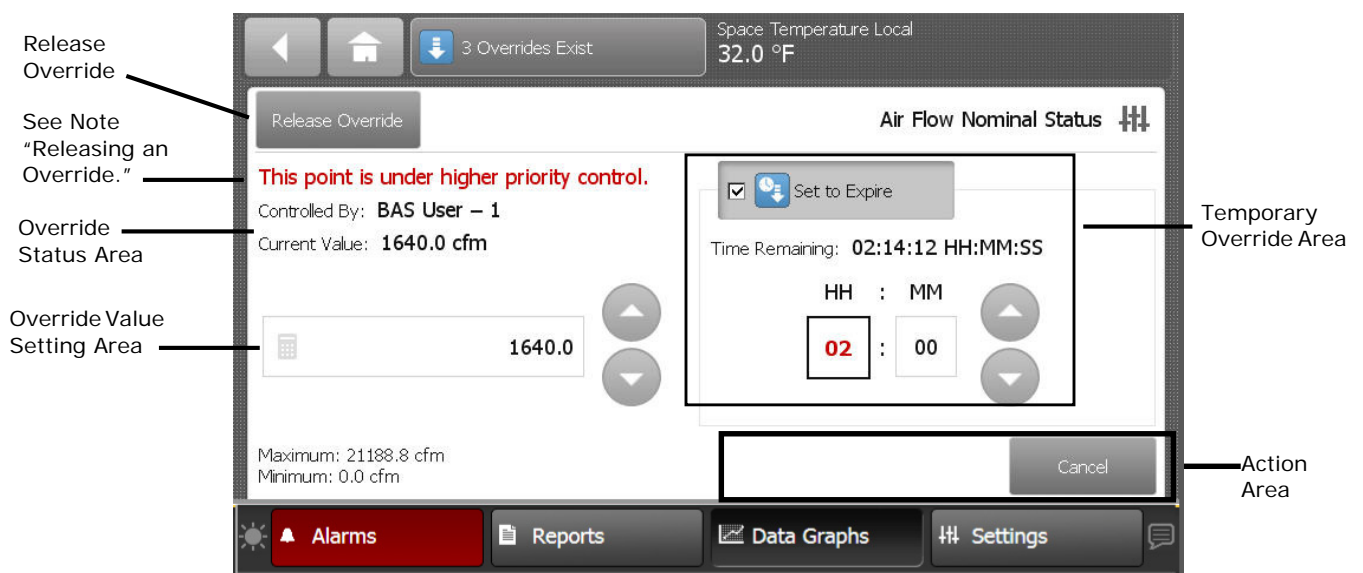 Release
Override
See Note
“Releasing an
Override.”
Override
Status Area
Override Value
Setting Area
3 Overrides Exist
Space Temperature Local
32.0 °F
Release Override
Air Flow Nominal Status
This point is under higher priority control.
Controlled By: BAS User – 1
Current Value: 1640.0 cfm
1640.0
Maximum: 21188.8 cfm
Minimum: 0.0 cfm
Set to Expire
Time Remaining: 02:14:12 HH:MM:SS
HH : MM
02 : 00
Cancel
Alarms
Reports
Data Graphs
Settings
Temporary
Override Area
Action
Area